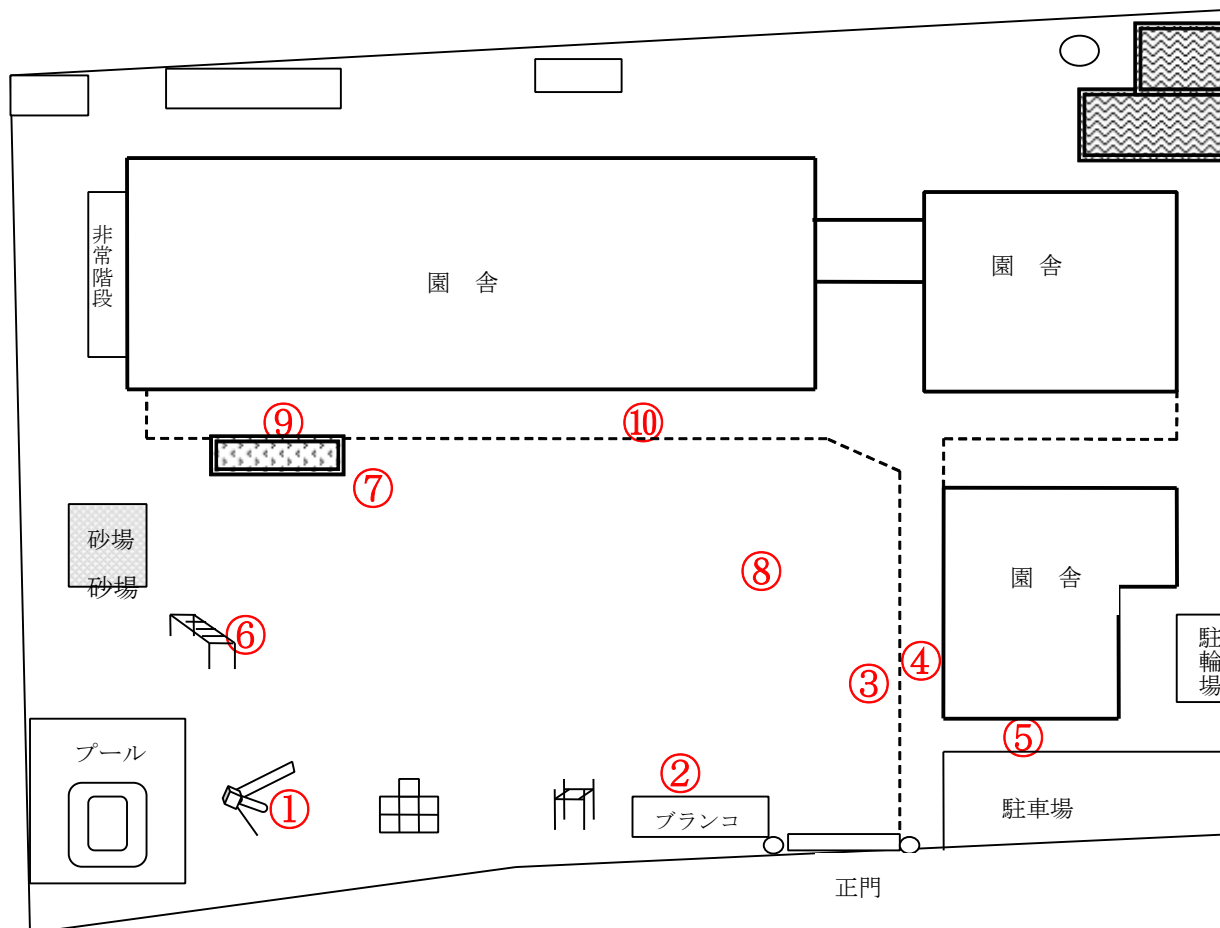 非常階段
園　舎
園　舎
⑨
⑩
⑦
砂場
砂場
⑧
園　舎
⑥
④
③
駐輪場
⑤
プール
②
①
ブランコ
駐車場
正門